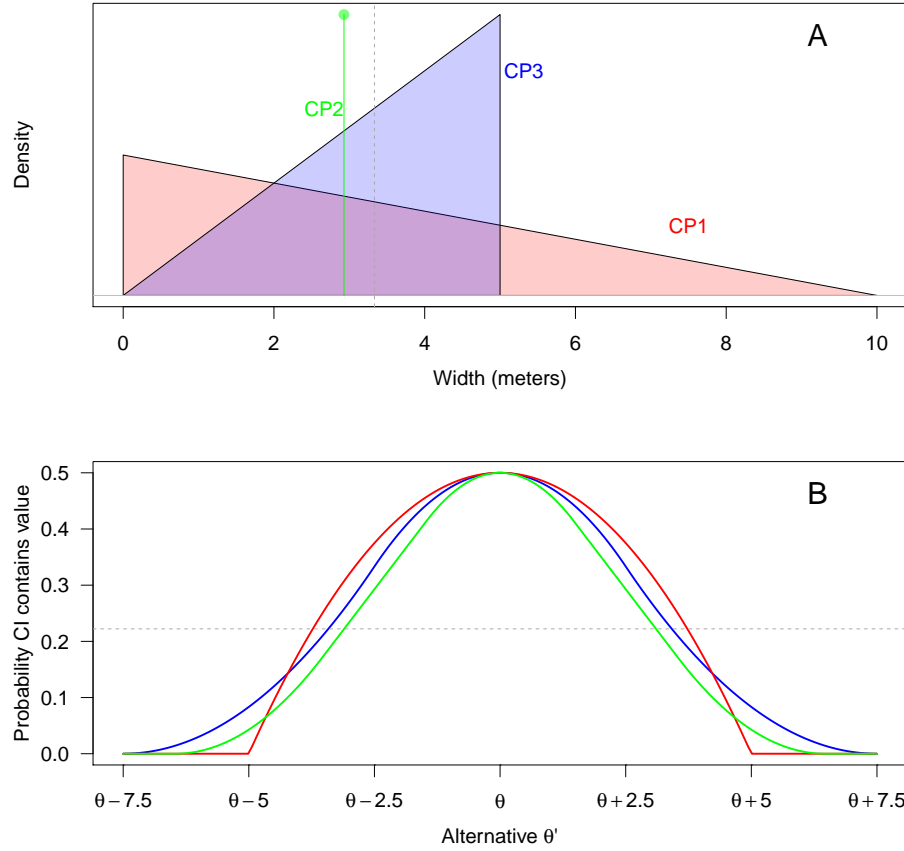 A
CP3
CP2
CP1
Density
0 2 4 6 8 10
Width (meters)
B
Probability CI contains value
0.5
0.4
0.3
0.2
0.1
0.0
θ − 7.5 θ − 5 θ − 2.5 θ θ + 2.5 θ + 5 θ + 7.5
Alternative θ'